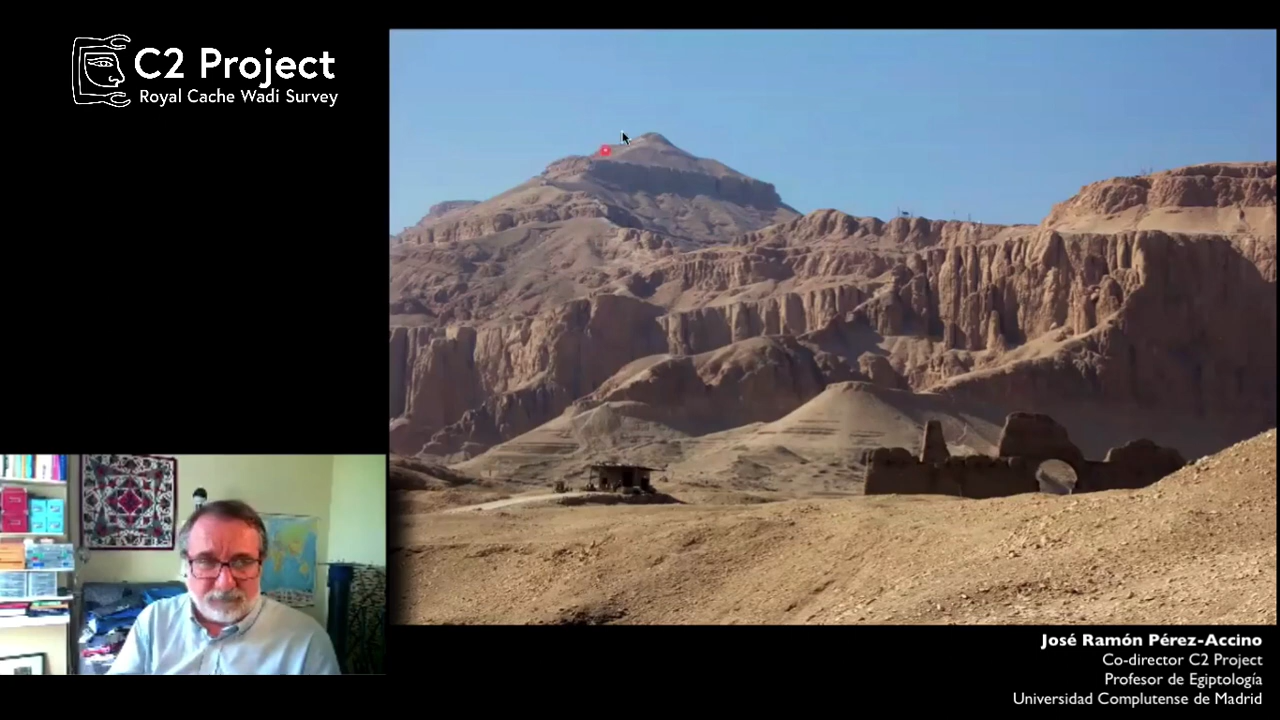 C2 Project
Royal Cache Wadi Survey
José Ramón Pérez-Accino
Co-director C2 Project
Profesor de Egiptología
Universidad Complutense de Madrid